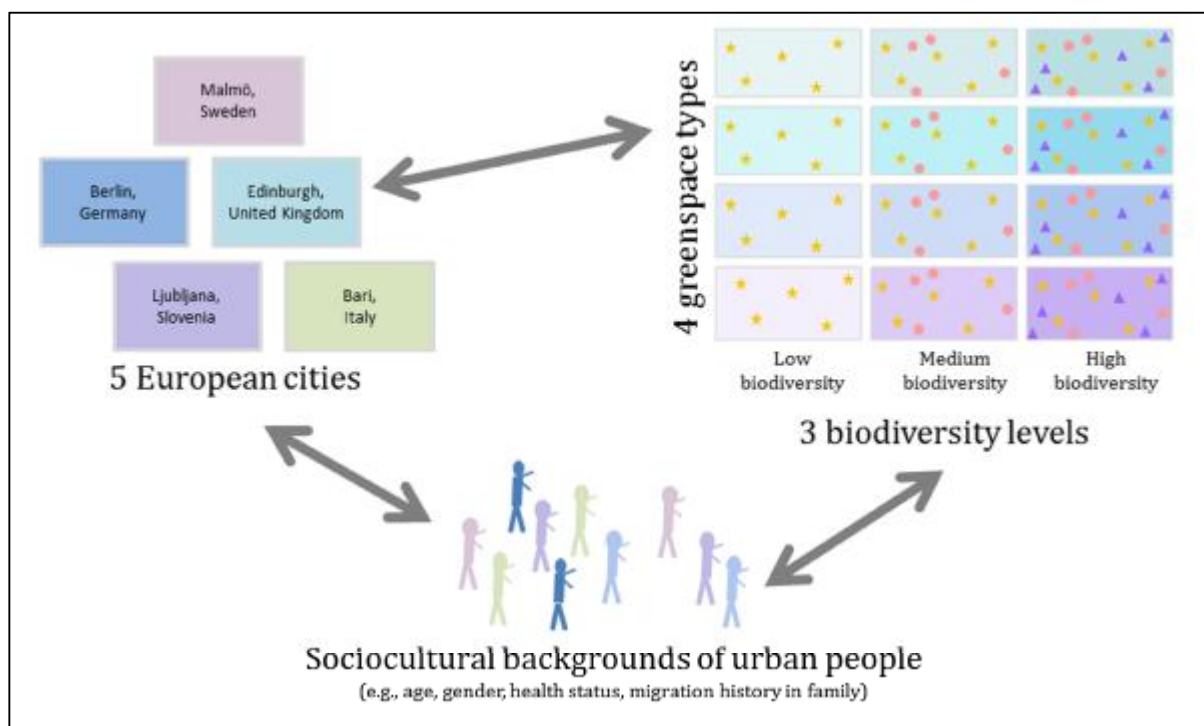 Malmö,
Sweden
Berlin,
Germany
Edinburgh,
United Kingdom
Ljubljana,
Slovenia
Bari,
Italy
5 European cities
4 greenspace types
Low
biodiversity
Medium
biodiversity
High
biodiversity
3 biodiversity levels
Sociocultural backgrounds of urban people
(e.g., age, gender, health status, migration history in family)